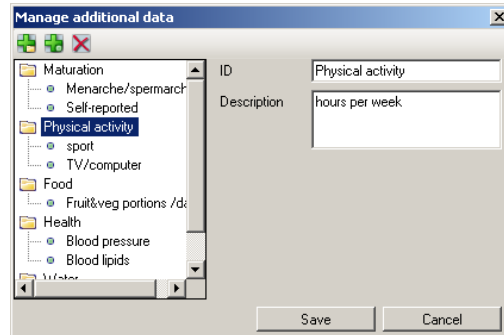 Manage additional data
Maturation
Menarche/spermarch
Self-reported
Physical activity
sport
TV/computer
Food
Fruit&veg portions /da
Health
Blood pressure
Blood lipids
ID
Physical activity
Description
hours per week
Save
Cancel